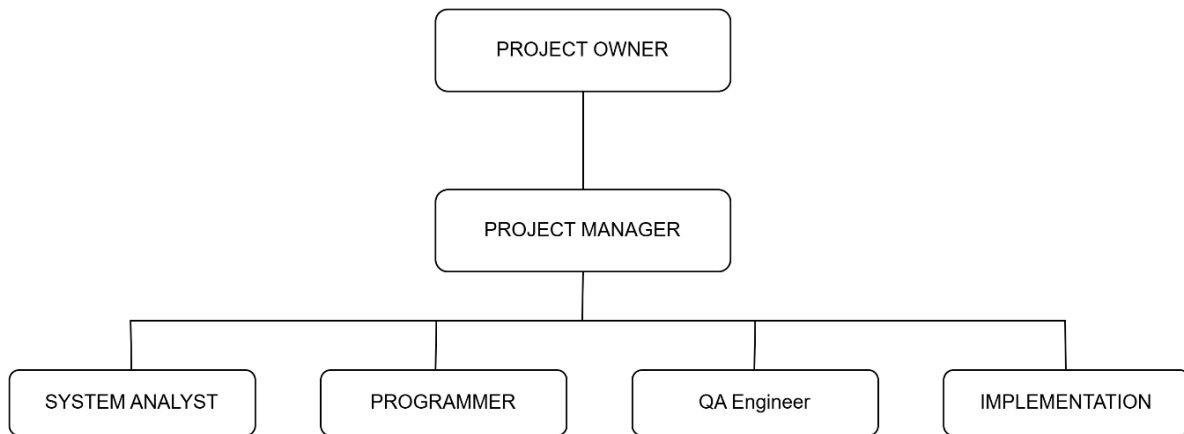 PROJECT OWNER
PROJECT MANAGER
SYSTEM ANALYST
PROGRAMMER
QA Engineer
IMPLEMENTATION